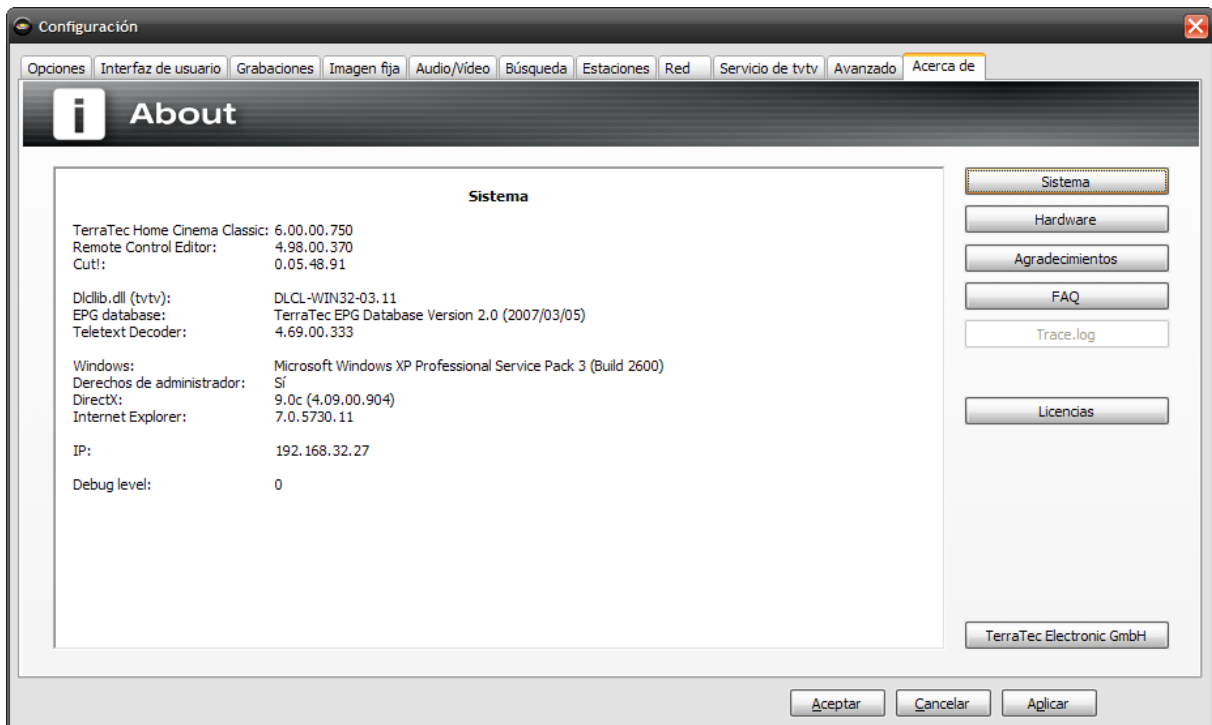 Configuración
Opciones Interfaz de usuario Grabaciones Imagen fija Audio/Vídeo Búsqueda Estaciones Red Servicio de tvtv Avanzado Acerca de
i About
Sistema
TerraTec Home Cinema Classic: 6.00.00.750
Remote Control Editor: 4.98.00.370
Cut!: 0.05.48.91
Dlcllib.dll (tvtv): DLCL-WIN32-03.11
EPG database: TerraTec EPG Database Version 2.0 (2007/03/05)
Teletext Decoder: 4.69.00.333
Windows: Microsoft Windows XP Professional Service Pack 3 (Build 2600)
Derechos de administrador: Sí
DirectX: 9.0c (4.09.00.904)
Internet Explorer: 7.0.5730.11
IP: 192.168.32.27
Debug level: 0
Sistema
Hardware
Agradecimientos
FAQ
Trace.log
Licencias
TerraTec Electronic GmbH
Aceptar Cancelar Aplicar